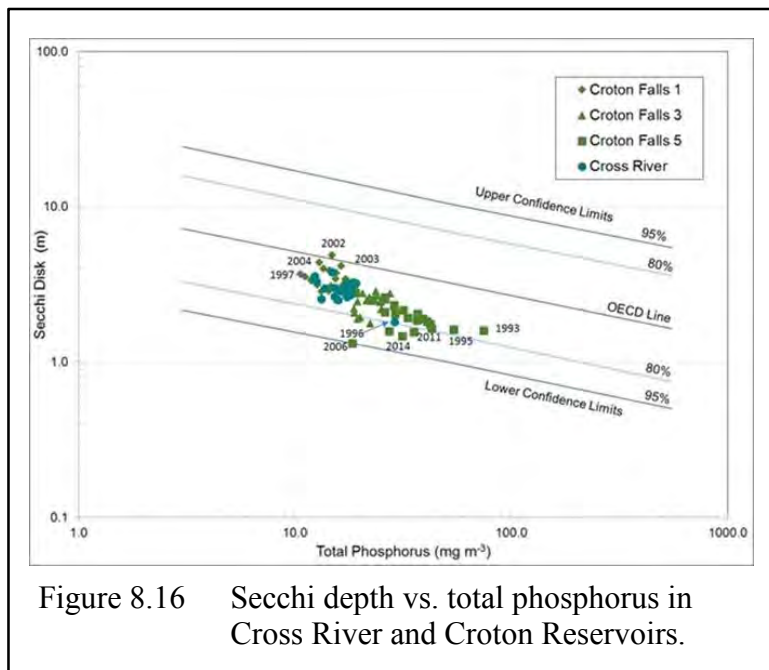 100.0
Croton Falls 1
Croton Falls 3
Croton Falls 5
Cross River
Upper Confidence Limits
95%
10.0
80%
2002
2004
2003
1997
OECD Line
Secchi Disk (m)
1996
2011
1993
2006
2014
1995
1.0
80%
Lower Confidence Limits
95%
0.1
1.0
10.0
100.0
1000.0
Total Phosphorus (mg m-3)
Figure 8.16 Secchi depth vs. total phosphorus in
Cross River and Croton Reservoirs.